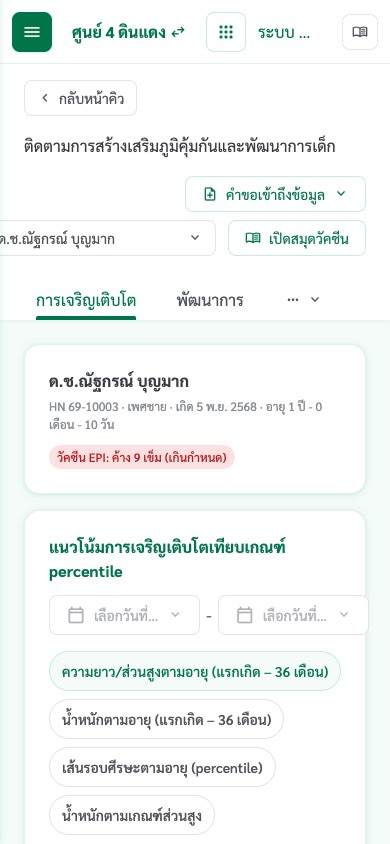 ศูนย์ 4 ดินแดง
ระบบ ...
กลับหน้าคิว
ติดตามการสร้างเสริมภูมิคุ้มกันและพัฒนาการเด็ก
คำขอเข้าถึงข้อมูล
ด.ช.ณัฐกรณ์ บุญมาก
เปิดสมุดวัคซีน
การเจริญเติบโต
พัฒนาการ
...
ด.ช.ณัฐกรณ์ บุญมาก
HN 69-10003 · เพศชาย · เกิด 5 พ.ย. 2568 · อายุ 1 ปี - 0
เดือน - 10 วัน
วัคซีน EPI: ค้าง 9 เข็ม (เกินกำหนด)
แนวโน้มการเจริญเติบโตเทียบเกณฑ์
percentile
เลือกวันที่... - เลือกวันที่...
ความยาว/ส่วนสูงตามอายุ (แรกเกิด – 36 เดือน)
น้ำหนักตามอายุ (แรกเกิด – 36 เดือน)
เส้นรอบศีรษะตามอายุ (percentile)
น้ำหนักตามเกณฑ์ส่วนสูง